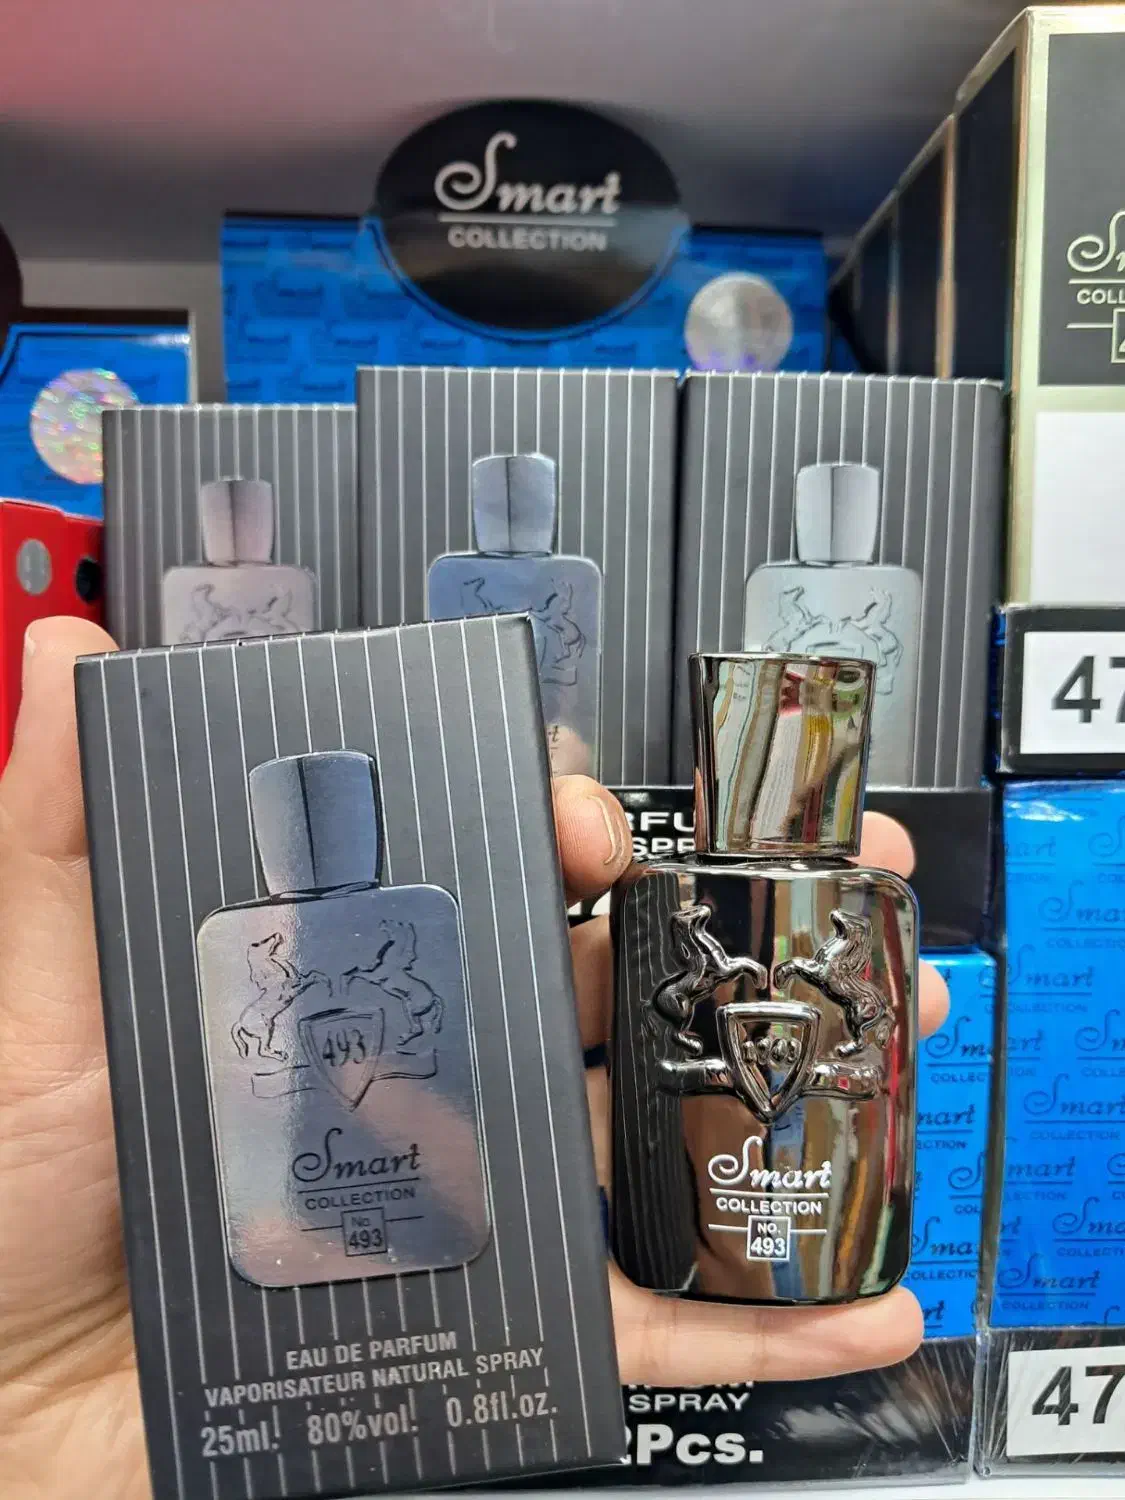 Smart
COLLECTION
COLL
47
493
Smart
COLLECTION
No
493
EAU DE PARFUM
VAPORISATEUR NATURAL SPRAY
25ml! 80%vol! 0.8fl.oz.
Smart
COLLECTION
NO.
493
SPRAY
Pcs.
47
Smart
COLLECTION